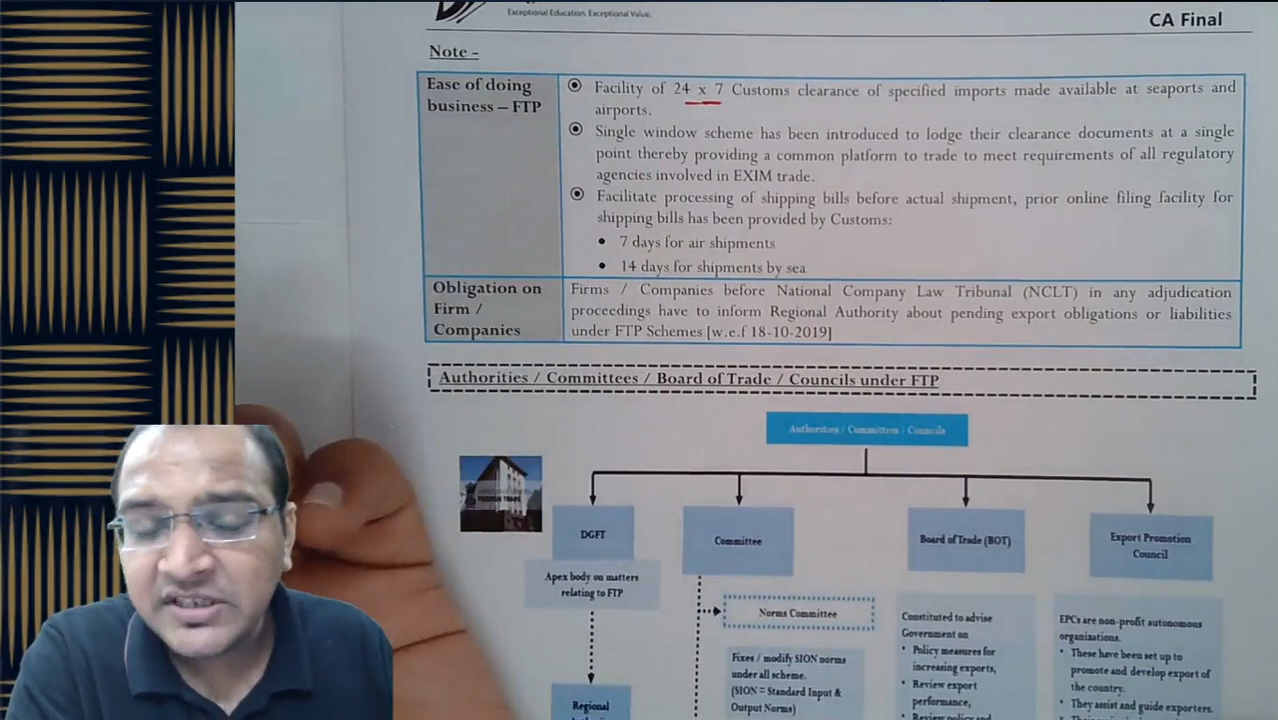 Exceptional Education. Exceptional Value.
CA Final
Note -
Ease of doing
business – FTP
Facility of 24 x 7 Customs clearance of specified imports made available at seaports and
airports.
Single window scheme has been introduced to lodge their clearance documents at a single
point thereby providing a common platform to trade to meet requirements of all regulatory
agencies involved in EXIM trade.
Facilitate processing of shipping bills before actual shipment, prior online filing facility for
shipping bills has been provided by Customs:
• 7 days for air shipments
• 14 days for shipments by sea
Obligation on
Firm /
Companies
Firms / Companies before National Company Law Tribunal (NCLT) in any adjudication
proceedings have to inform Regional Authority about pending export obligations or liabilities
under FTP Schemes [w.e.f 18-10-2019]
Authorities / Committees / Board of Trade / Councils under FTP
Authorities / Committees / Councils
DGFT
Apex body on matters
relating to FTP
Regional
Committee
Norms Committee
Fixes / modify SION norms
under all scheme.
(SION = Standard Input &
Output Norms)
Board of Trade (BOT)
Constituted to advise
Government on
• Policy measures for
increasing exports,
• Review export
performance,
• Review policy and
Export Promotion
Council
EPCs are non-profit autonomous
organizations.
• These have been set up to
promote and develop export of
the country.
• They assist and guide exporters.